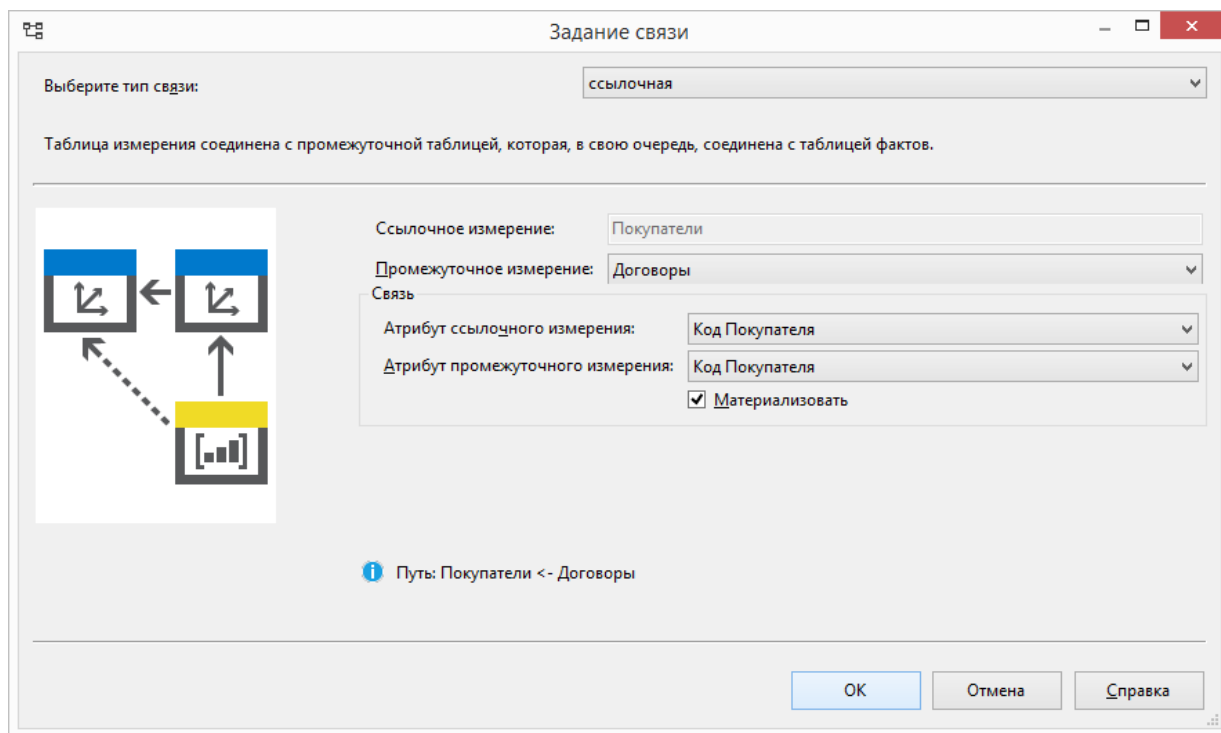 Задание связи
Выберите тип связи: ссылочная
Таблица измерения соединена с промежуточной таблицей, которая, в свою очередь, соединена с таблицей фактов.
Ссылочное измерение: Покупатели
Промежуточное измерение: Договоры
Связь
Атрибут ссылочного измерения: Код Покупателя
Атрибут промежуточного измерения: Код Покупателя
Материализовать
Путь: Покупатели <- Договоры
OK Отмена Справка